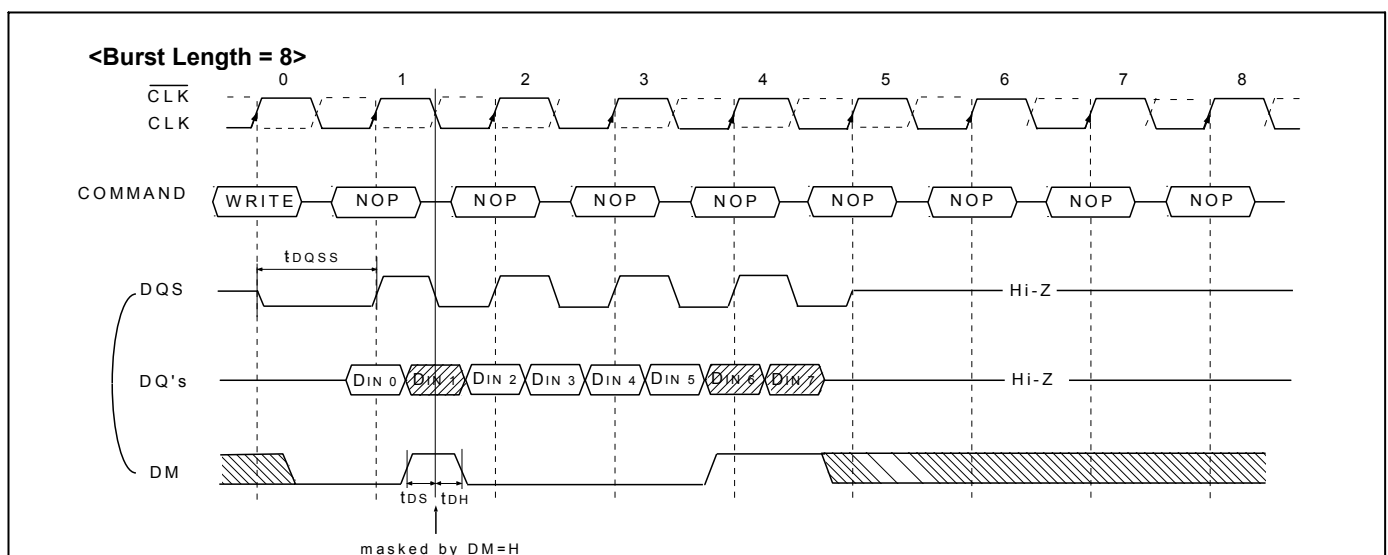 <Burst Length = 8>
0 1 2 3 4 5 6 7 8
CLK
CLK
COMMAND WRITE NOP NOP NOP NOP NOP NOP NOP NOP
tDQSS
DQS Hi-Z
DQ's DIN 0 DIN 1 DIN 2 DIN 3 DIN 4 DIN 5 DIN 6 DIN 7 Hi-Z
DM
tDS tDH
masked by DM=H